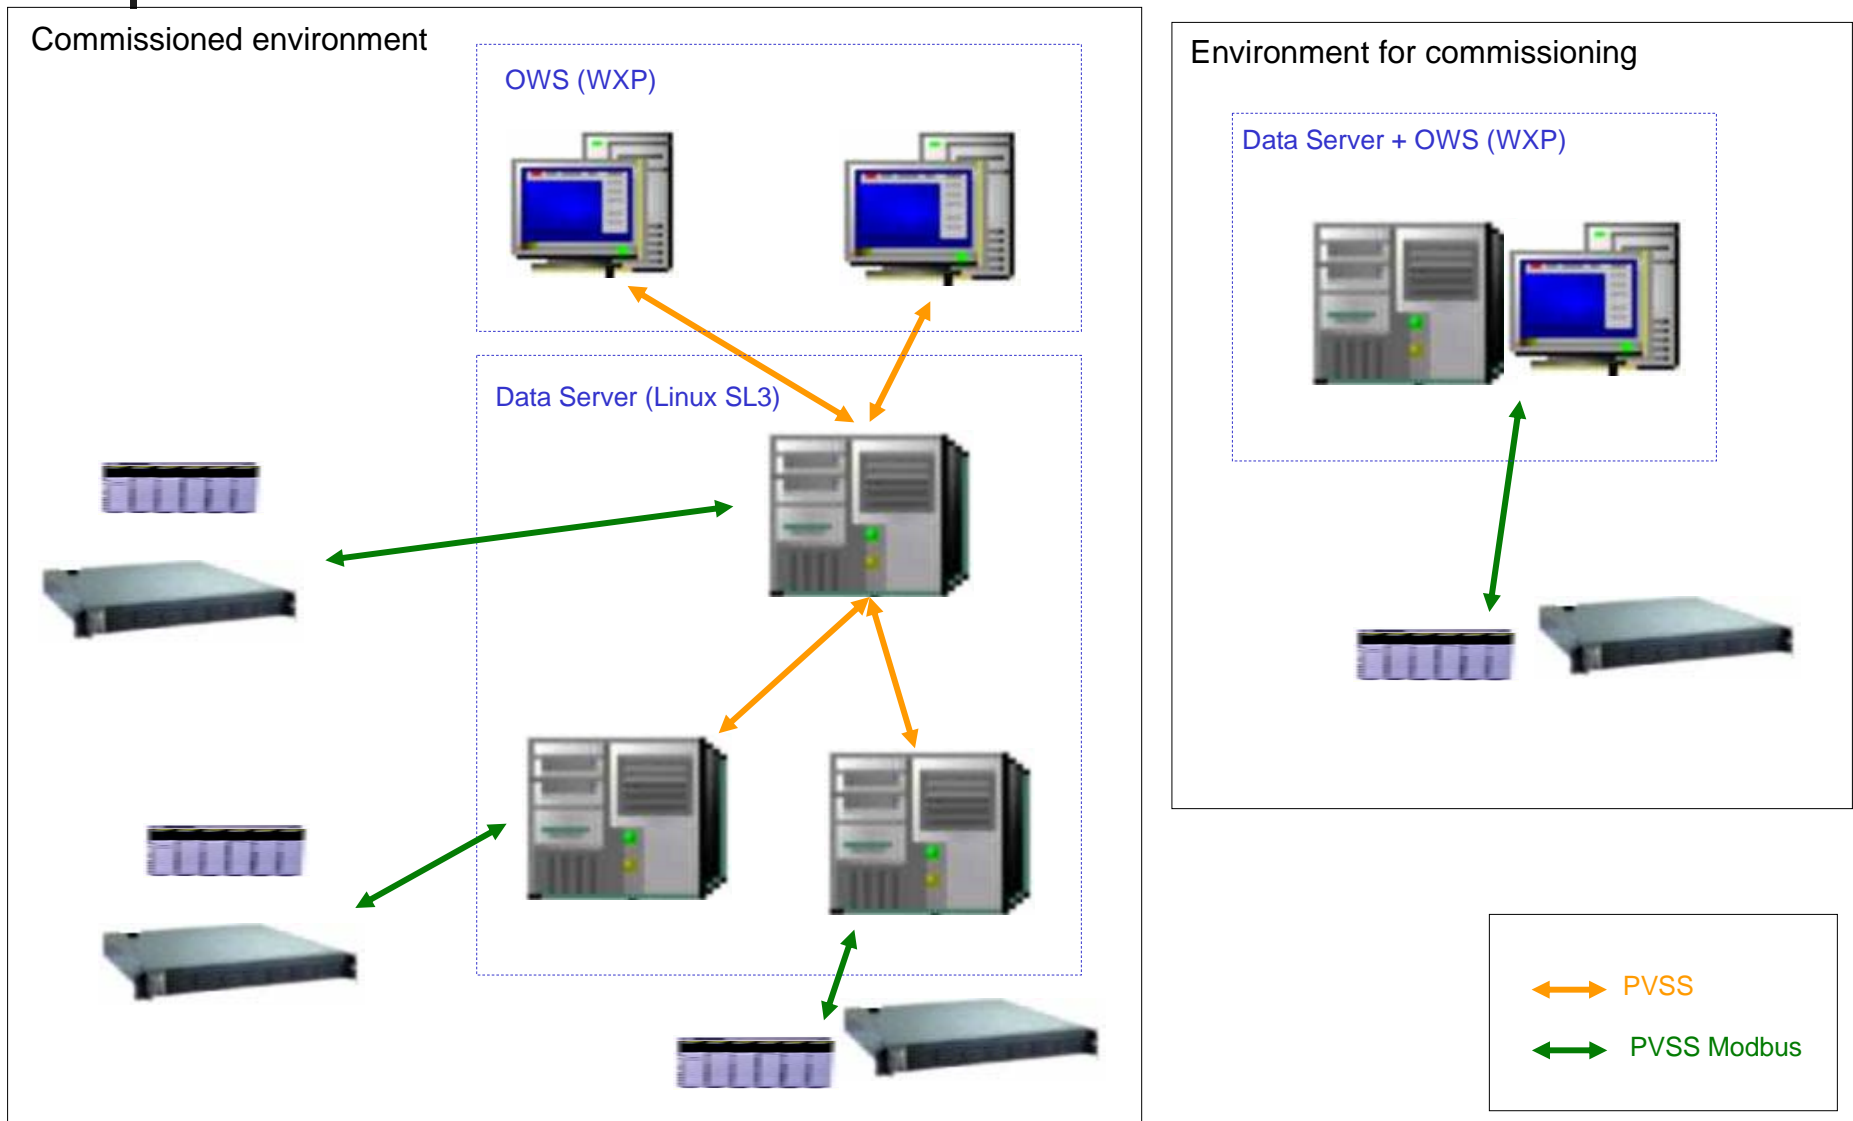 Commissioned environment
OWS (WXP)
Data Server (Linux SL3)
Environment for commissioning
Data Server + OWS (WXP)
PVSS
PVSS Modbus